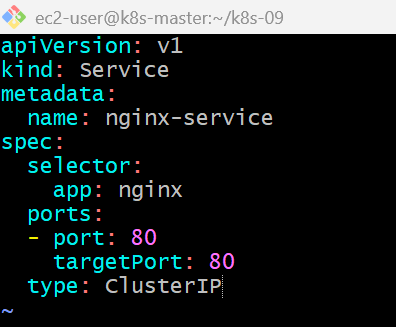 ec2-user@k8s-master:~/k8s-09
apiVersion: v1
kind: Service
metadata:
  name: nginx-service
spec:
  selector:
    app: nginx
  ports:
  - port: 80
    targetPort: 80
  type: ClusterIP
~